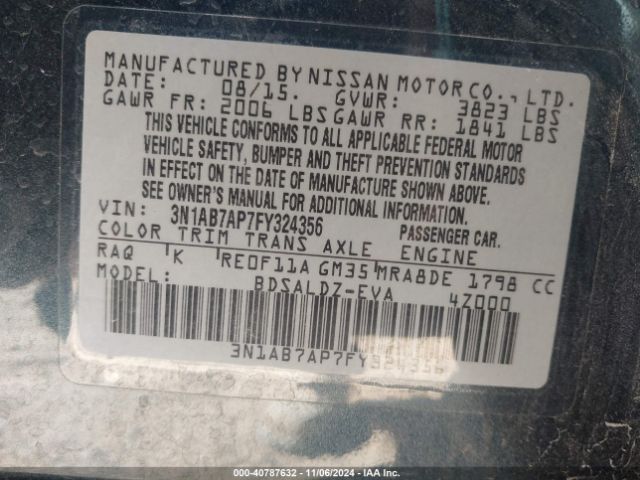 MANUFACTURED BY NISSAN MOTOR CO., LTD.
DATE: 08/15. GVWR: 3823 LBS
GAWR FR: 2006 LBS GAWR RR: 1841 LBS
THIS VEHICLE CONFORMS TO ALL APPLICABLE FEDERAL MOTOR
VEHICLE SAFETY, BUMPER AND THEFT PREVENTION STANDARDS
IN EFFECT ON THE DATE OF MANUFACTURE SHOWN ABOVE.
SEE OWNER'S MANUAL FOR ADDITIONAL INFORMATION.
VIN: 3N1AB7AP7FY324356 PASSENGER CAR.
COLOR TRIM TRANS AXLE ENGINE
RAQ K RE0F11A GM35 MRA8DE 1798 CC
BDSALDZ-EVA 4Z000
MODEL:
3N1AB7AP7FY324356
000-40787632 - 11/06/2024 - IAA Inc.